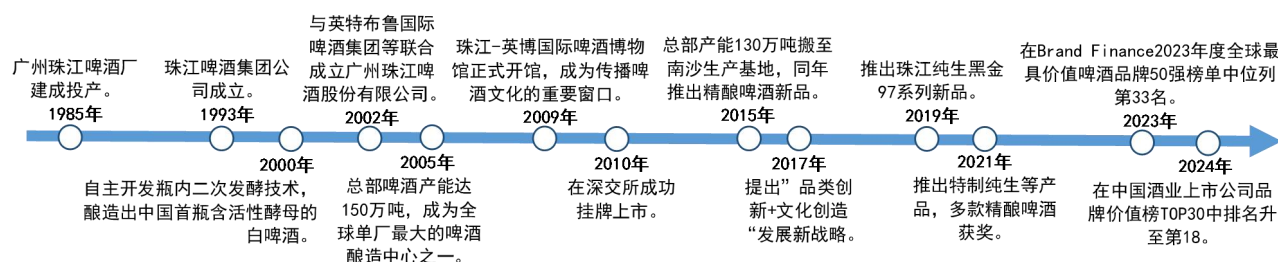 广州珠江啤酒厂
建成投产。
1985年
珠江啤酒集团公
司成立。
1993年
2000年
自主开发瓶内二次发酵技术，
酿造出中国首瓶含活性酵母的
白啤酒。
与英特布鲁国际
啤酒集团等联合
成立广州珠江啤
酒股份有限公司。
2002年
2005年
总部啤酒产能达
150万吨，成为全
球单厂最大的啤酒
酿造中心之一。
珠江-英博国际啤酒博物
馆正式开馆，成为传播啤
酒文化的重要窗口。
2009年
2010年
在深交所成功
挂牌上市。
总部产能130万吨搬至
南沙生产基地，同年
推出精酿啤酒新品。
2015年
2017年
提出”品类创
新+文化创造
“发展新战略。
推出珠江纯生黑金
97系列新品。
2019年
2021年
推出特制纯生等产
品，多款精酿啤酒
获奖。
在Brand Finance2023年度全球最
具价值啤酒品牌50强榜单中位列
第33名。
2023年
2024年
在中国酒业上市公司品
牌价值榜TOP30中排名升
至第18。